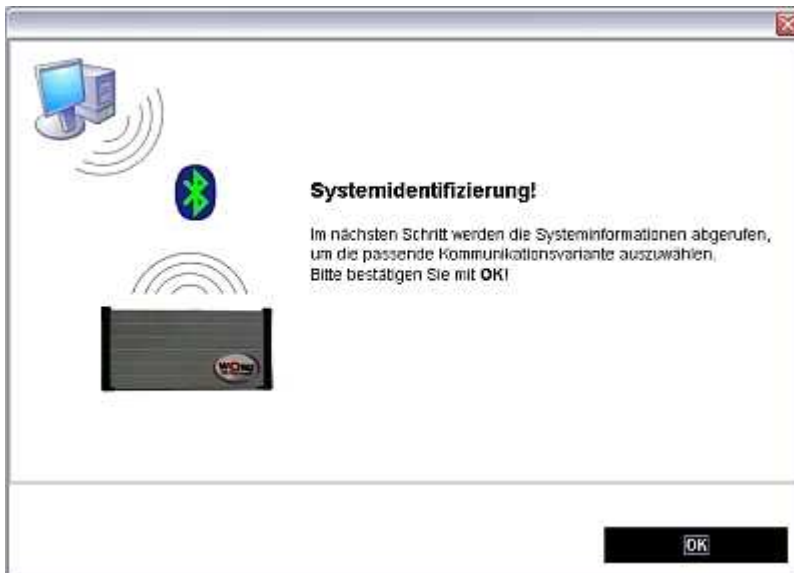 Systemidentifizierung!
Im nächsten Schritt werden die Systeminformationen abgerufen,
um die passende Kommunikationsvariante auszuwählen.
Bitte bestätigen Sie mit OK!
OK